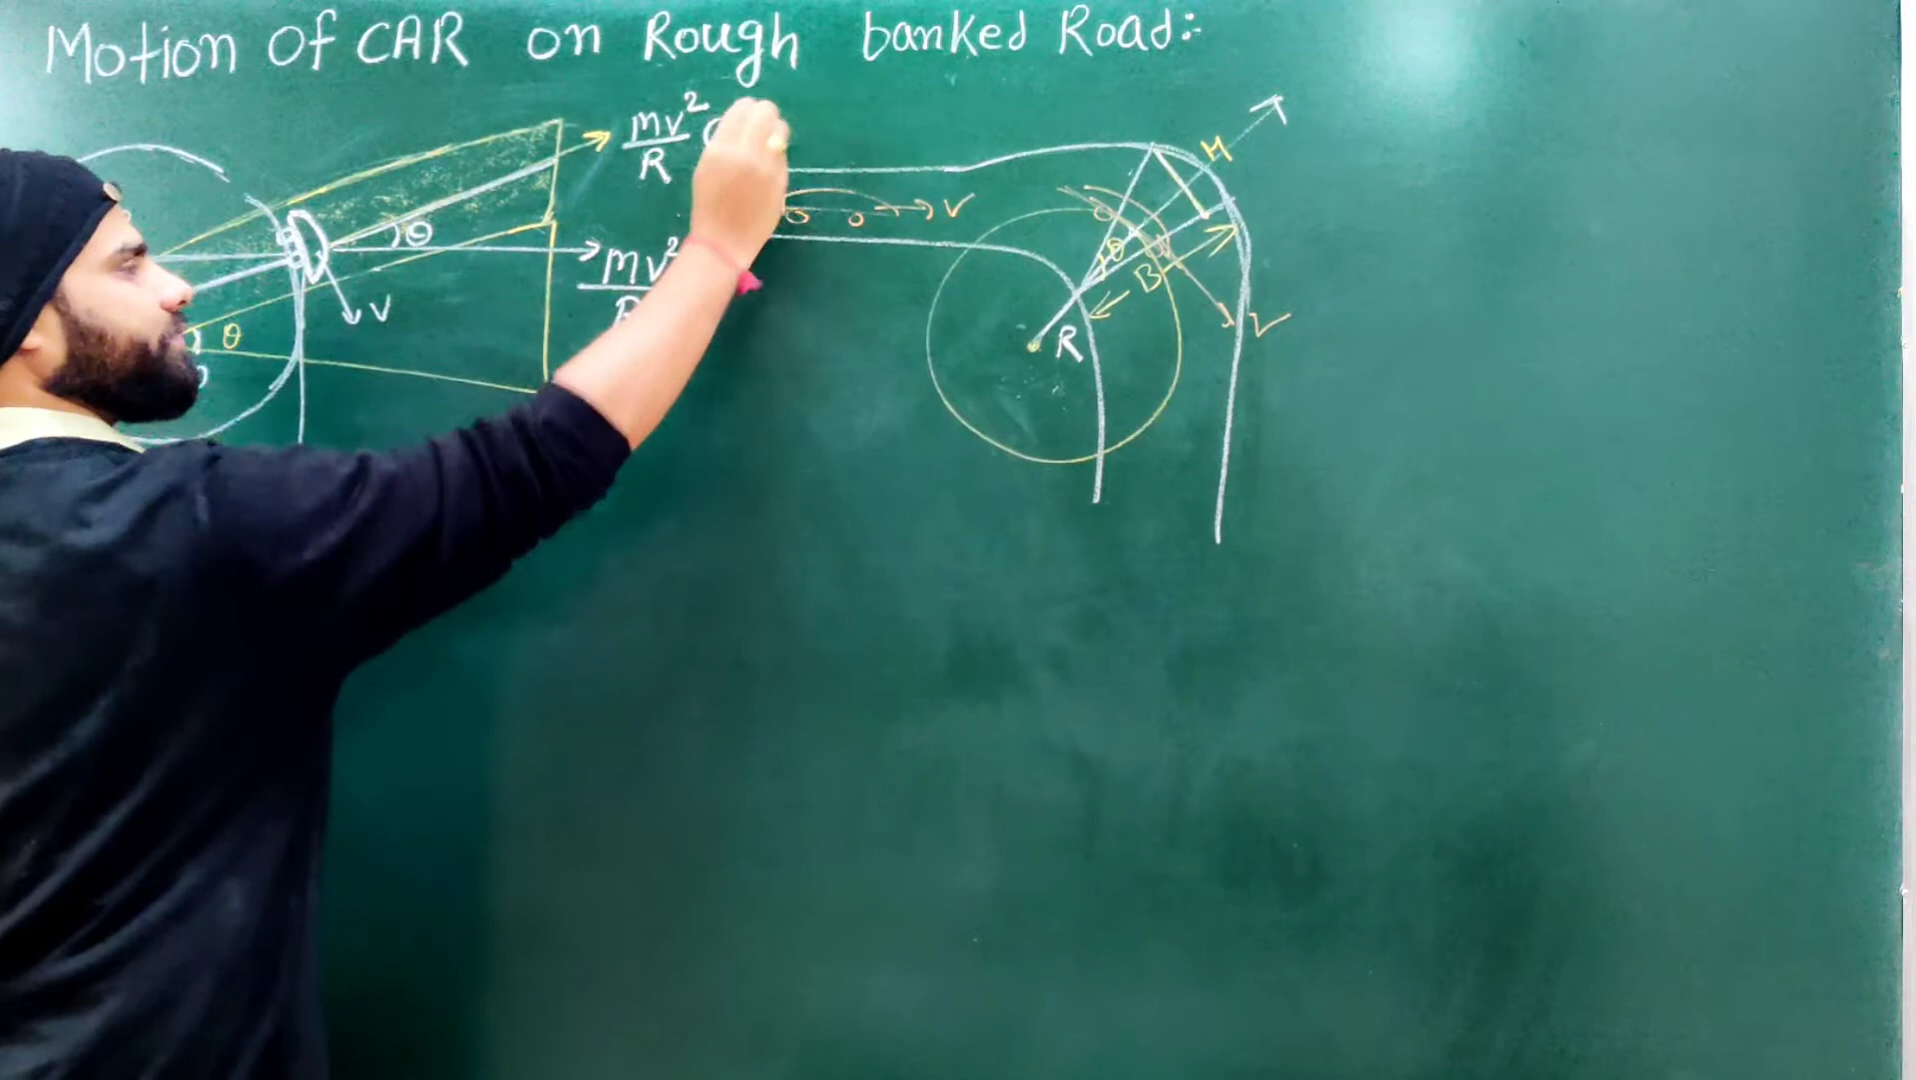 Motion Of CAR on Rough banked Road:-
mv²
R
H
V
θ
θ
B
mv²
R
V
V
θ
R